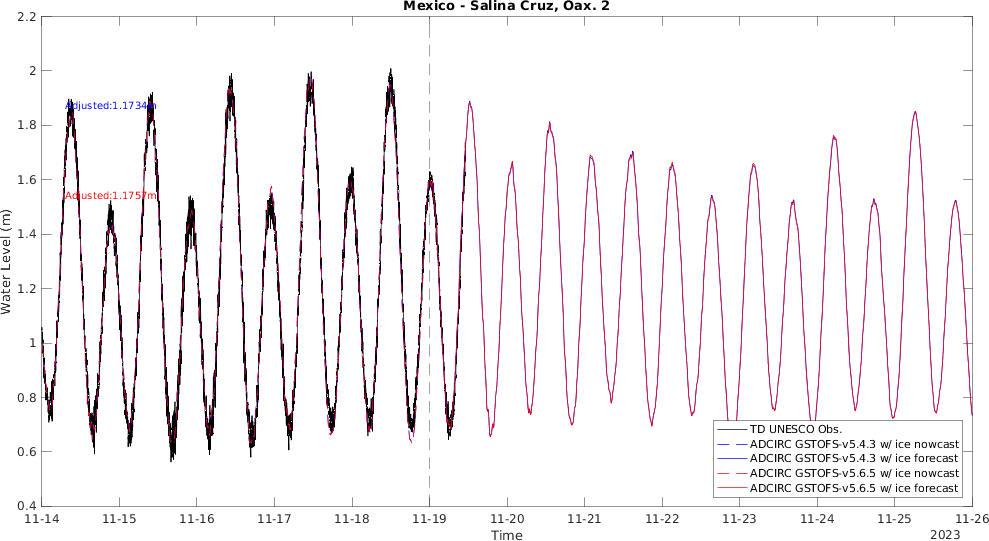 Mexico - Salina Cruz, Oax. 2
2.2
2
1.8
1.6
1.4
1.2
1
0.8
0.6
0.4
Water Level (m)
Adjusted:1.1734m
Adjusted:1.1757m
TD UNESCO Obs.
ADCIRC GSTOFS-v5.4.3 w/ ice nowcast
ADCIRC GSTOFS-v5.4.3 w/ ice forecast
ADCIRC GSTOFS-v5.6.5 w/ ice nowcast
ADCIRC GSTOFS-v5.6.5 w/ ice forecast
11-14 11-15 11-16 11-17 11-18 11-19 11-20 11-21 11-22 11-23 11-24 11-25 11-26
Time
2023